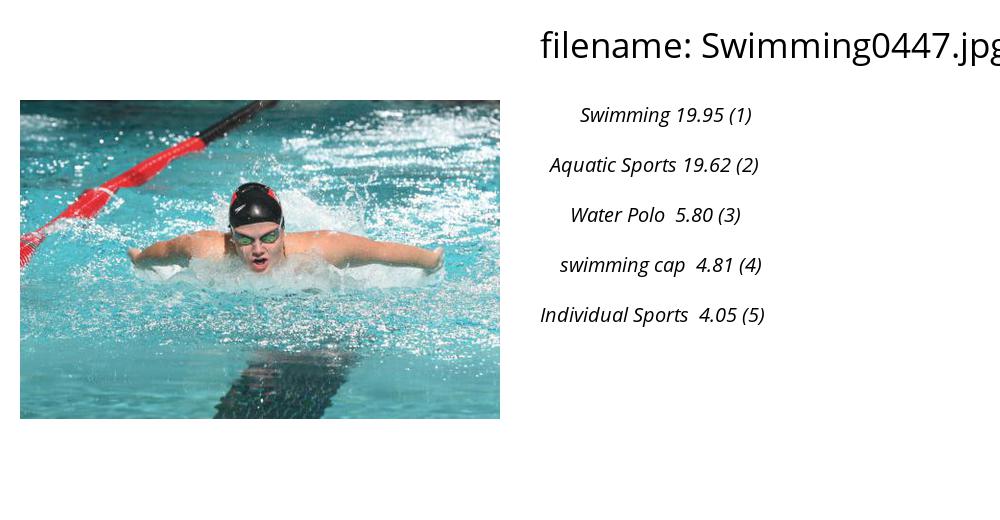 filename: Swimming0447.jpg
Swimming 19.95 (1)
Aquatic Sports 19.62 (2)
Water Polo 5.80 (3)
swimming cap 4.81 (4)
Individual Sports 4.05 (5)